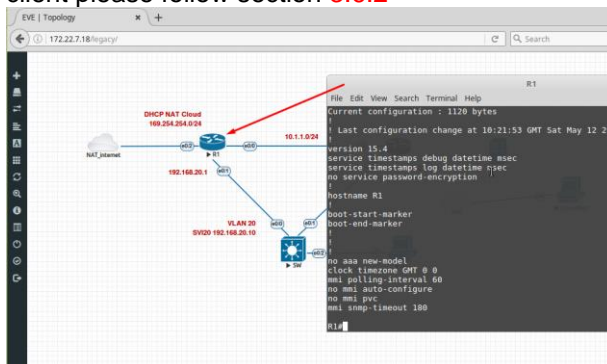 client please follow section
EVE | Topology
172.22.7.18/legacy/
Search
R1
File Edit View Search Terminal Help
Current configuration : 1120 bytes
!
! Last configuration change at 10:21:53 GMT Sat May 12 2
!
version 15.4
service timestamps debug datetime msec
service timestamps log datetime msec
no service password-encryption
!
hostname R1
!
boot-start-marker
boot-end-marker
!
!
!
no aaa new-model
clock timezone GMT 0 0
mmi polling-interval 60
no mmi auto-configure
no mmi pvc
mmi snmp-timeout 180
R1#
DHCP NAT Cloud
169.254.254.0/24
10.1.1.0/24
NAT_Internet
e0/2
e0/0
R1
192.168.20.1
e0/1
VLAN 20
SVI20 192.168.20.10
e0/0
e0/1
SW